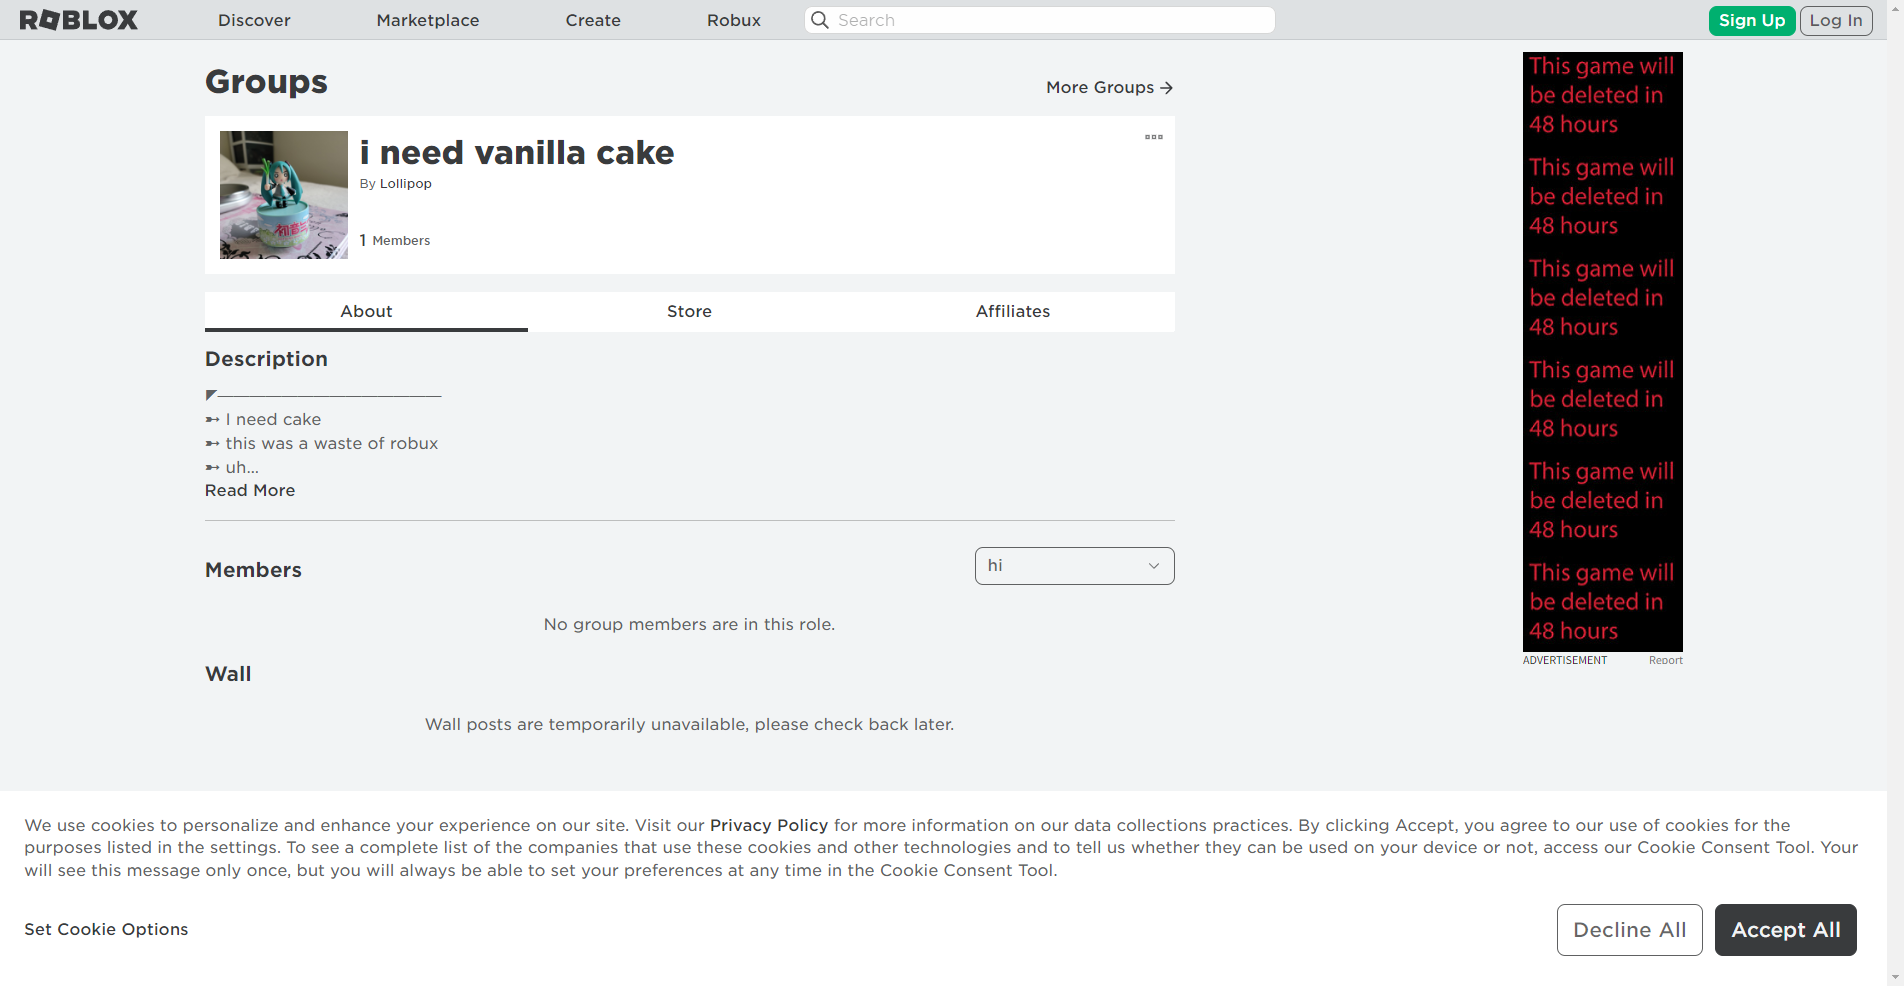 ROBLOX
Discover
Marketplace
Create
Robux
Search
Sign Up
Log In
Groups
More Groups →
i need vanilla cake
By Lollipop
1 Members
初音ミ
About
Store
Affiliates
Description
◤————————————————
➸ I need cake
➸ this was a waste of robux
➸ uh...
Read More
Members
hi
No group members are in this role.
Wall
Wall posts are temporarily unavailable, please check back later.
This game will
be deleted in
48 hours
This game will
be deleted in
48 hours
This game will
be deleted in
48 hours
This game will
be deleted in
48 hours
This game will
be deleted in
48 hours
This game will
be deleted in
48 hours
ADVERTISEMENT
Report
We use cookies to personalize and enhance your experience on our site. Visit our Privacy Policy for more information on our data collections practices. By clicking Accept, you agree to our use of cookies for the
purposes listed in the settings. To see a complete list of the companies that use these cookies and other technologies and to tell us whether they can be used on your device or not, access our Cookie Consent Tool. Your
will see this message only once, but you will always be able to set your preferences at any time in the Cookie Consent Tool.
Set Cookie Options
Decline All
Accept All